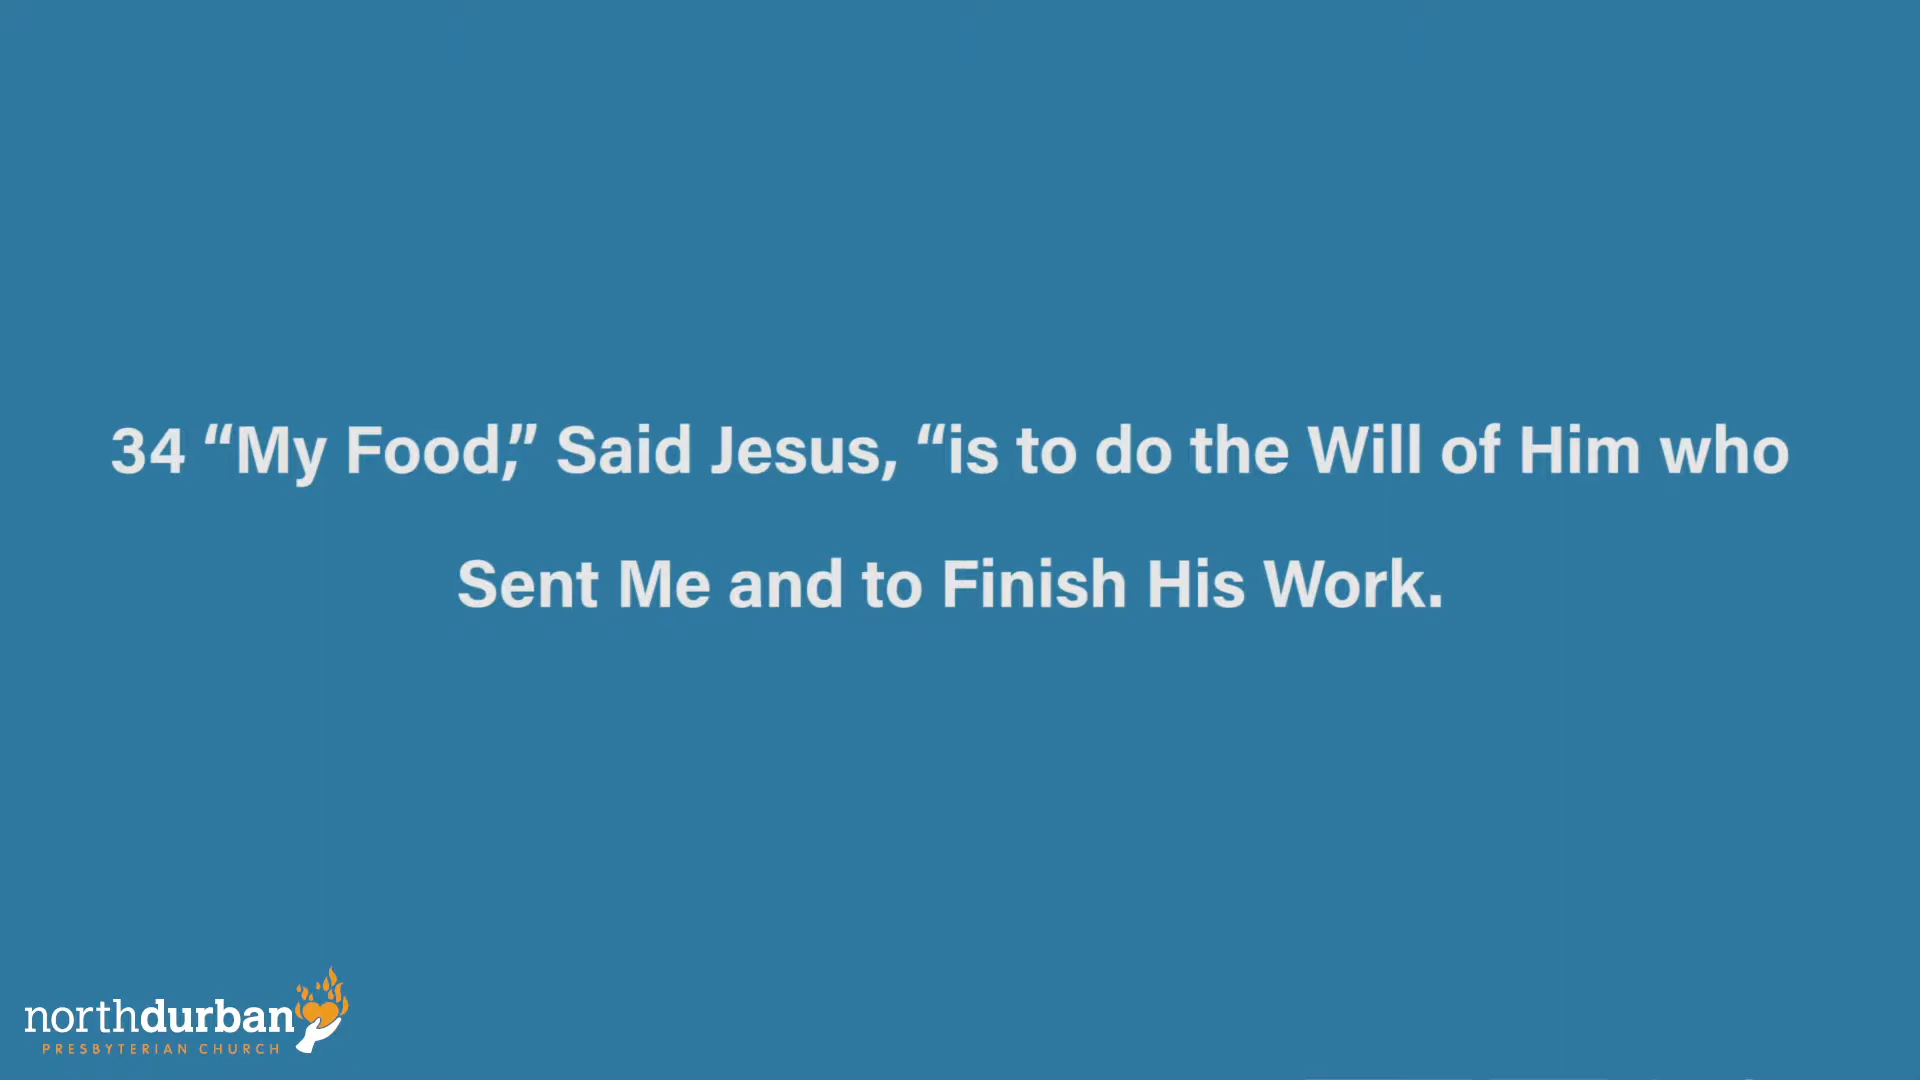 34 “My Food,” Said Jesus, “is to do the Will of Him who
Sent Me and to Finish His Work.
northdurban
PRESBYTERIAN CHURCH